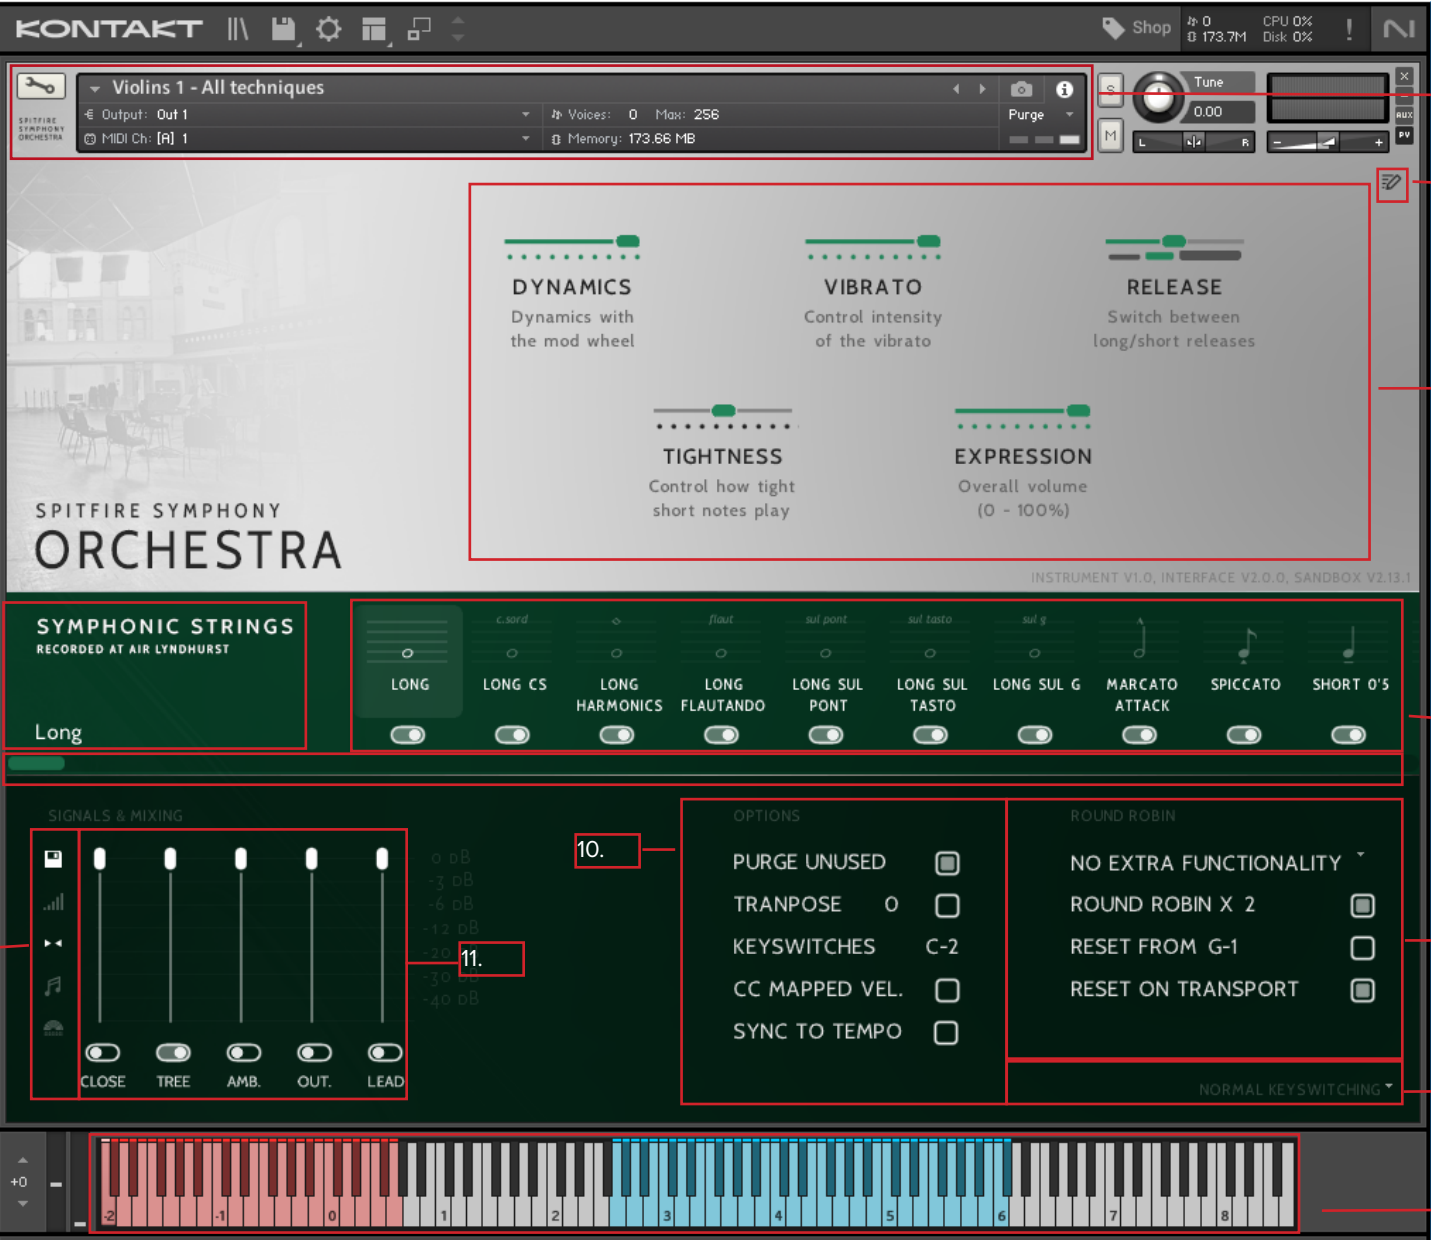 KONTAKT
Shop
0
173.7M
CPU 0%
Disk 0%
!
Violins 1 - All techniques
Output: Out 1
Voices: 0 Max: 256
Purge
MIDI Ch: [A] 1
Memory: 173.66 MB
SPITFIRE
SYMPHONY
ORCHESTRA
S
M
Tune
0.00
L
R
-
+
AUX
PV
DYNAMICS
Dynamics with
the mod wheel
VIBRATO
Control intensity
of the vibrato
RELEASE
Switch between
long/short releases
TIGHTNESS
Control how tight
short notes play
EXPRESSION
Overall volume
(0 - 100%)
SPITFIRE SYMPHONY
ORCHESTRA
INSTRUMENT V1.0, INTERFACE V2.0.0, SANDBOX V2.13.1
SYMPHONIC STRINGS
RECORDED AT AIR LYNDHURST
Long
LONG
c.sord
LONG CS
LONG
HARMONICS
flaut
LONG
FLAUTANDO
sul pont
LONG SUL
PONT
sul tasto
LONG SUL
TASTO
sul g
LONG SUL G
MARCATO
ATTACK
SPICCATO
SHORT 0'5
SIGNALS & MIXING
0 DB
-3 DB
-6 DB
-12 DB
-20
-30 DB
-40 DB
CLOSE
TREE
AMB.
OUT.
LEAD
10.
11.
OPTIONS
PURGE UNUSED
TRANPOSE 0
KEYSWITCHES C-2
CC MAPPED VEL.
SYNC TO TEMPO
ROUND ROBIN
NO EXTRA FUNCTIONALITY
ROUND ROBIN X 2
RESET FROM G-1
RESET ON TRANSPORT
NORMAL KEYSWITCHING
+0
-2 -1 0 1 2 3 4 5 6 7 8